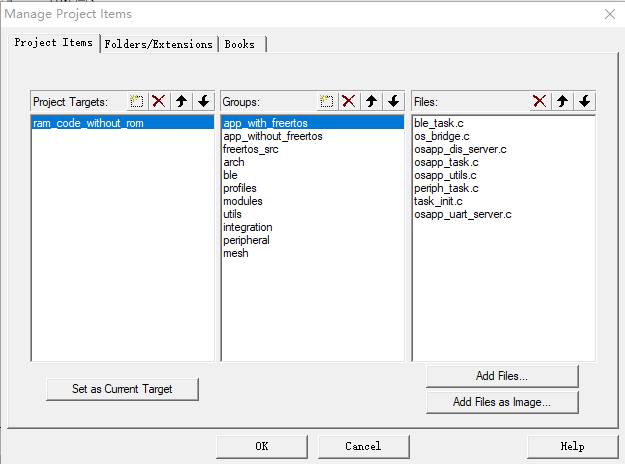 Manage Project Items
Project Items Folders/Extensions Books
Project Targets: Groups: Files:
ram_code_without_rom
app_with_freertos
app_without_freertos
freertos_src
arch
ble
profiles
modules
utils
integration
peripheral
mesh
ble_task.c
os_bridge.c
osapp_dis_server.c
osapp_task.c
osapp_utils.c
periph_task.c
task_init.c
osapp_uart_server.c
Set as Current Target
Add Files...
Add Files as Image...
OK Cancel Help